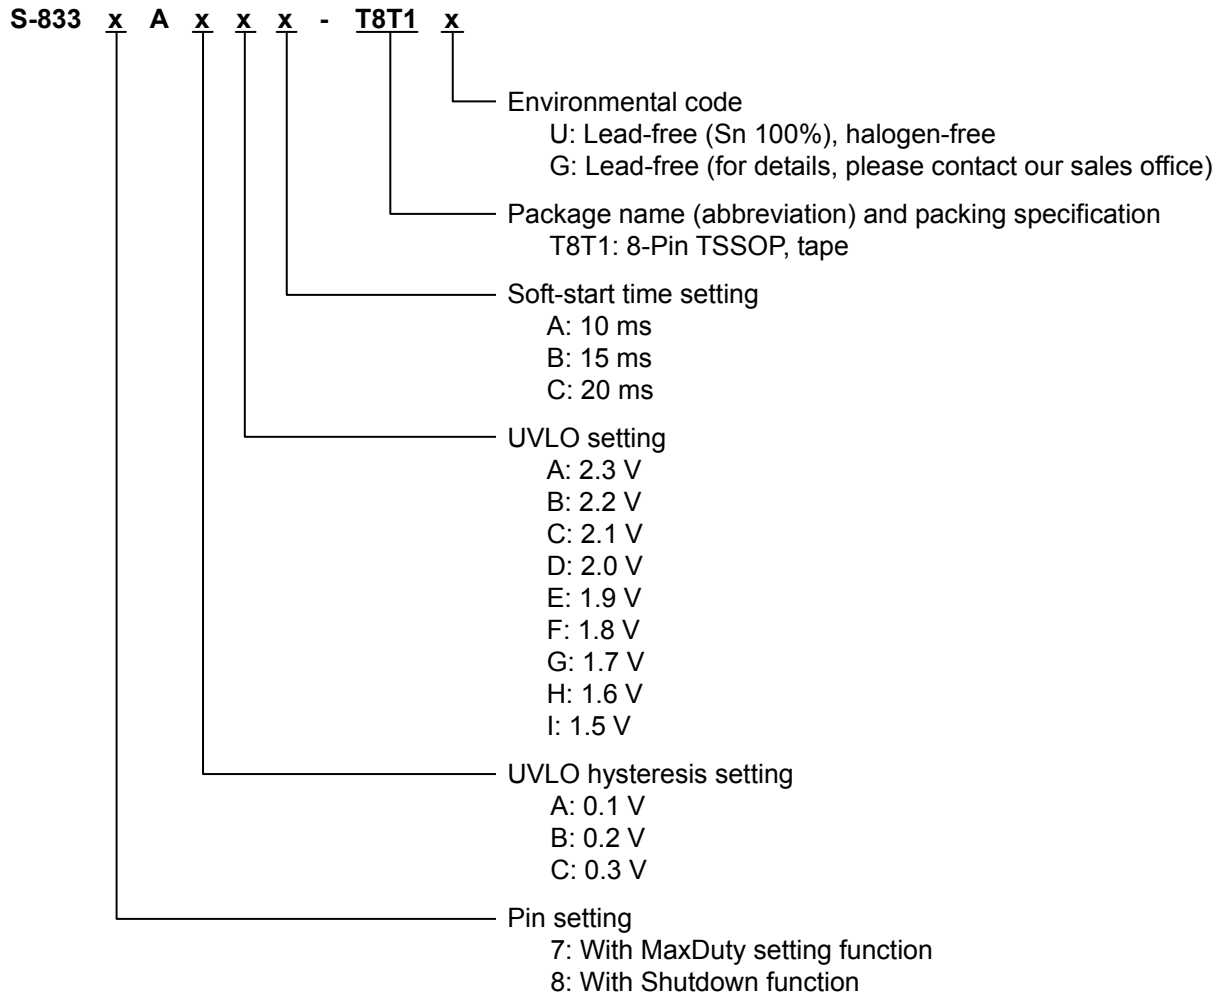 S-833 x A x x x - T8T1 x
Environmental code
U: Lead-free (Sn 100%), halogen-free
G: Lead-free (for details, please contact our sales office)
Package name (abbreviation) and packing specification
T8T1: 8-Pin TSSOP, tape
Soft-start time setting
A: 10 ms
B: 15 ms
C: 20 ms
UVLO setting
A: 2.3 V
B: 2.2 V
C: 2.1 V
D: 2.0 V
E: 1.9 V
F: 1.8 V
G: 1.7 V
H: 1.6 V
I: 1.5 V
UVLO hysteresis setting
A: 0.1 V
B: 0.2 V
C: 0.3 V
Pin setting
7: With MaxDuty setting function
8: With Shutdown function